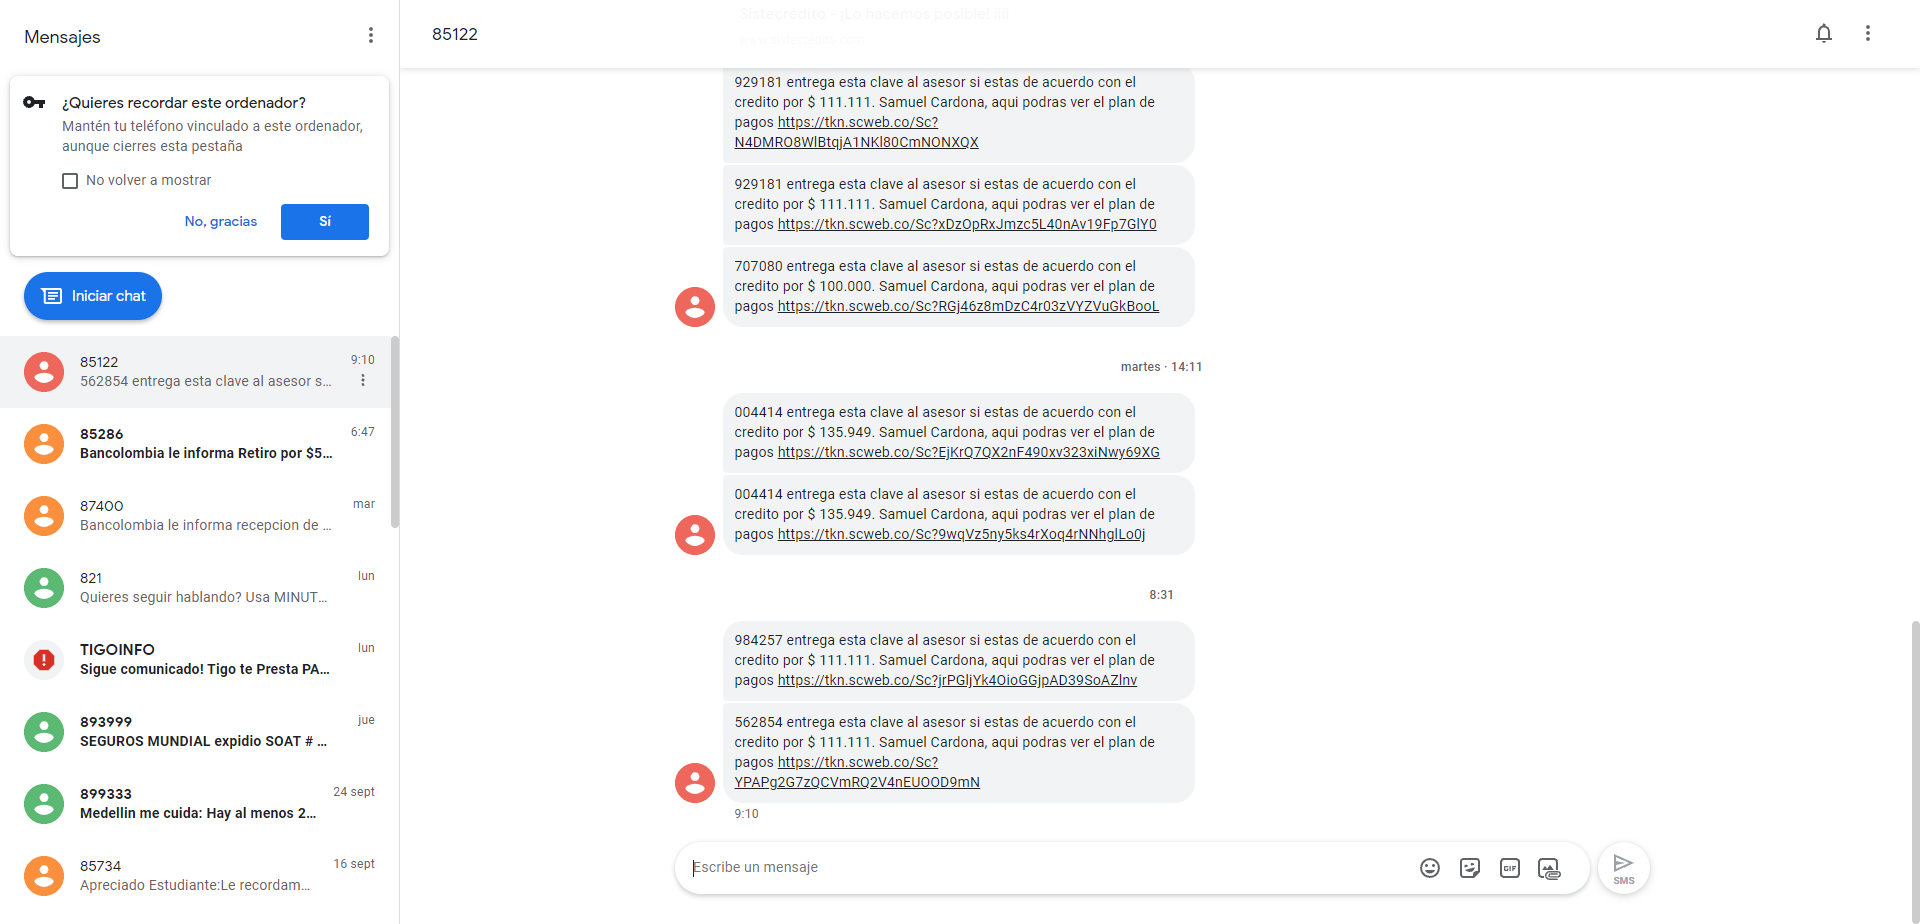 Mensajes
¿Quieres recordar este ordenador?
Mantén tu teléfono vinculado a este ordenador,
aunque cierres esta pestaña
No volver a mostrar
No, gracias
Sí
Iniciar chat
85122
9:10
562854 entrega esta clave al asesor s...
85286
6:47
Bancolombia le informa Retiro por $5...
87400
mar
Bancolombia le informa recepcion de ...
821
lun
Quieres seguir hablando? Usa MINUT...
TIGOINFO
lun
Sigue comunicado! Tigo te Presta PA...
893999
jue
SEGUROS MUNDIAL expidio SOAT # ...
899333
24 sept
Medellin me cuida: Hay al menos 2...
85734
16 sept
Apreciado Estudiante:Le recordam...
85122
Sistecrédito - ¡Lo hacemos posible! ¡¡¡¡
929181 entrega esta clave al asesor si estas de acuerdo con el
credito por $ 111.111. Samuel Cardona, aqui podras ver el plan de
pagos https://tkn.scweb.co/Sc?
N4DMRO8WlBtqjA1NKl80CmNONXQX
929181 entrega esta clave al asesor si estas de acuerdo con el
credito por $ 111.111. Samuel Cardona, aqui podras ver el plan de
pagos https://tkn.scweb.co/Sc?xDzOpRxJmzc5L40nAv19Fp7GlY0
707080 entrega esta clave al asesor si estas de acuerdo con el
credito por $ 100.000. Samuel Cardona, aqui podras ver el plan de
pagos https://tkn.scweb.co/Sc?RGj46z8mDzC4r03zVYZVuGkBooL
martes · 14:11
004414 entrega esta clave al asesor si estas de acuerdo con el
credito por $ 135.949. Samuel Cardona, aqui podras ver el plan de
pagos https://tkn.scweb.co/Sc?EjKrQ7QX2nF490xv323xiNwy69XG
004414 entrega esta clave al asesor si estas de acuerdo con el
credito por $ 135.949. Samuel Cardona, aqui podras ver el plan de
pagos https://tkn.scweb.co/Sc?9wqVz5ny5ks4rXoq4rNNhglLo0j
8:31
984257 entrega esta clave al asesor si estas de acuerdo con el
credito por $ 111.111. Samuel Cardona, aqui podras ver el plan de
pagos https://tkn.scweb.co/Sc?jrPGljYk4OioGGjpAD39SoAZlnv
562854 entrega esta clave al asesor si estas de acuerdo con el
credito por $ 111.111. Samuel Cardona, aqui podras ver el plan de
pagos https://tkn.scweb.co/Sc?
YPAPg2G7zQCVmRQ2V4nEUOOD9mN
9:10
Escribe un mensaje
GIF
SMS